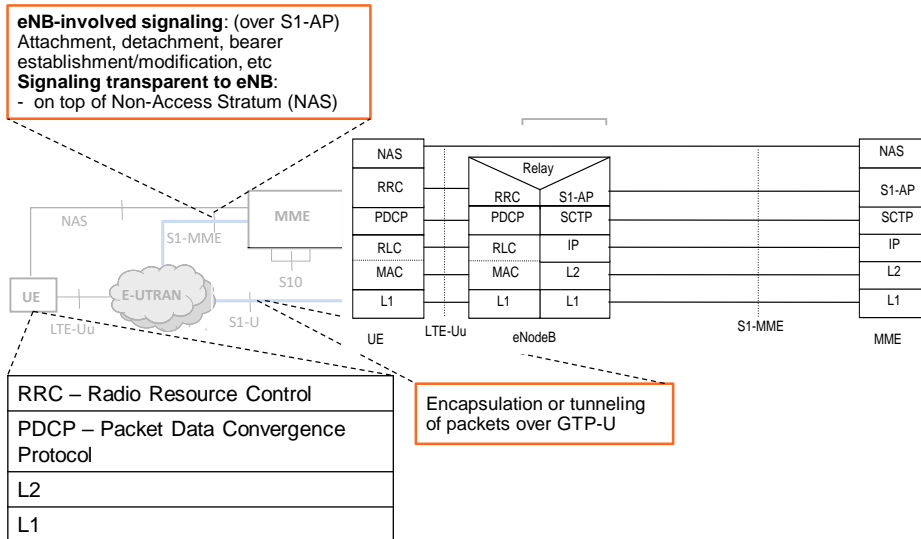 eNB-involved signaling: (over S1-AP)
Attachment, detachment, bearer
establishment/modification, etc
Signaling transparent to eNB:
- on top of Non-Access Stratum (NAS)
NAS
MME
S1-MME
S10
UE
E-UTRAN
LTE-Uu
S1-U
NAS
RRC
PDCP
RLC
MAC
L1
UE
LTE-Uu
Relay
RRC
S1-AP
PDCP
SCTP
RLC
IP
MAC
L2
L1
L1
eNodeB
S1-MME
NAS
S1-AP
SCTP
IP
L2
L1
MME
RRC – Radio Resource Control
PDCP – Packet Data Convergence
Protocol
L2
L1
Encapsulation or tunneling
of packets over GTP-U